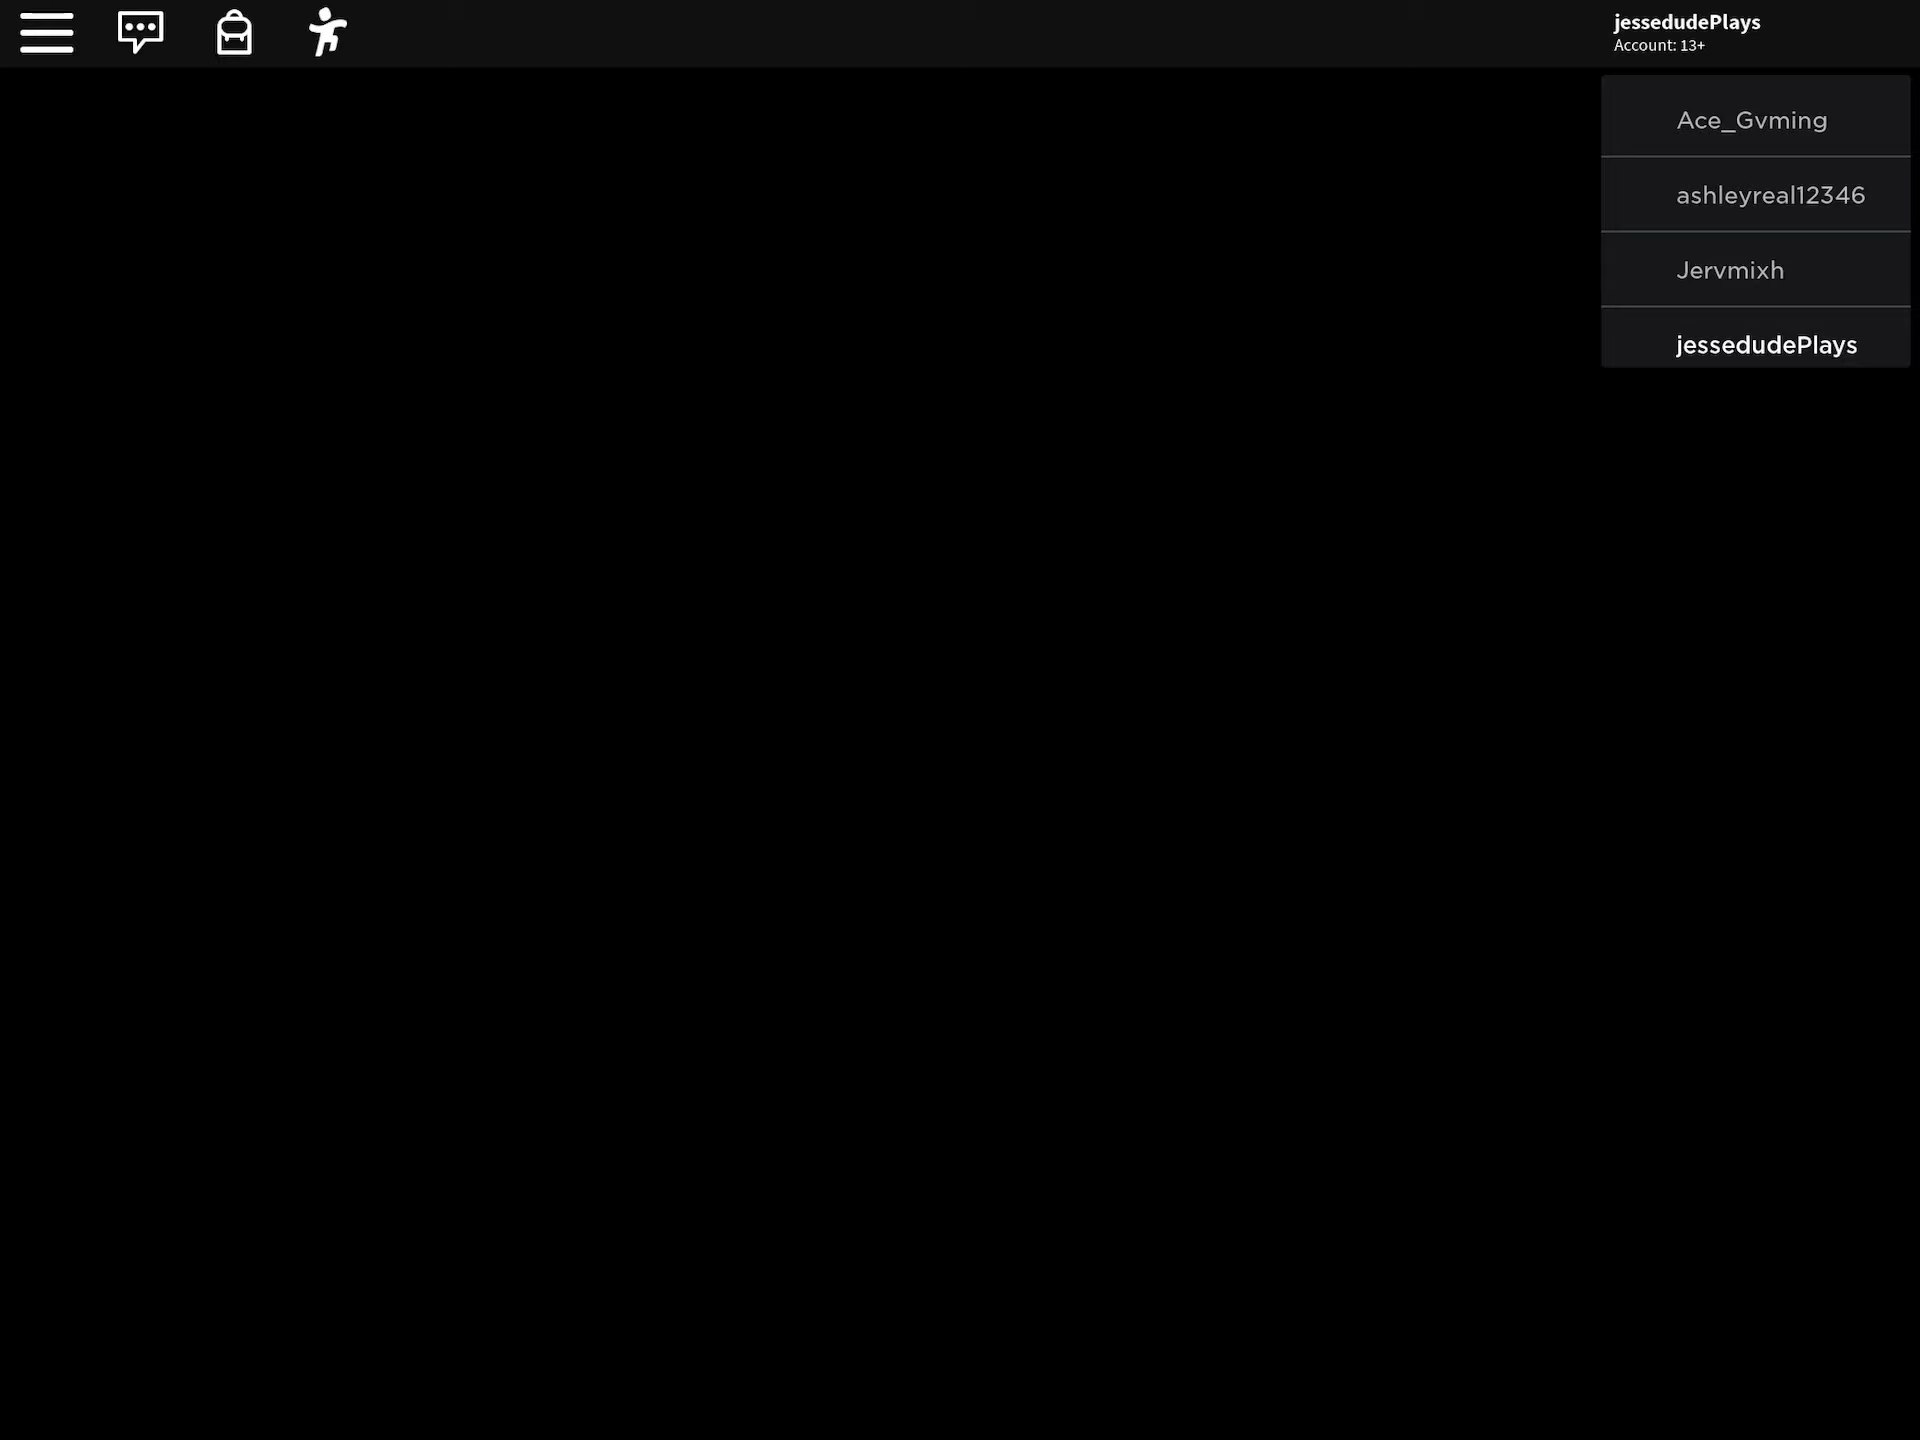 jessedudePlays
Account: 13+
Ace_Gvming
ashleyreal12346
Jervmixh
jessedudePlays